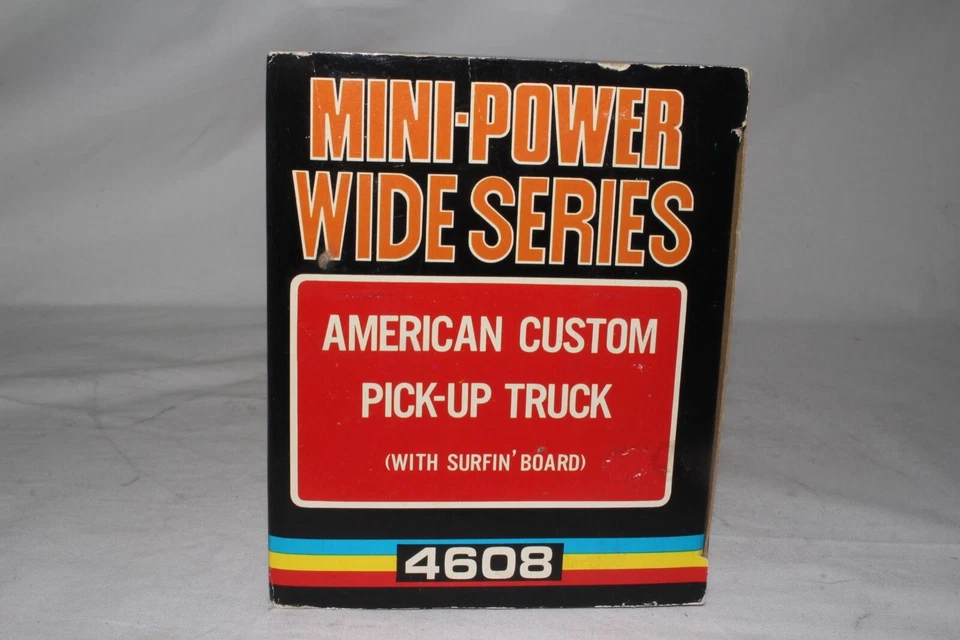 MINI-POWER
WIDE SERIES
AMERICAN CUSTOM
PICK-UP TRUCK
(WITH SURFIN' BOARD)
4608